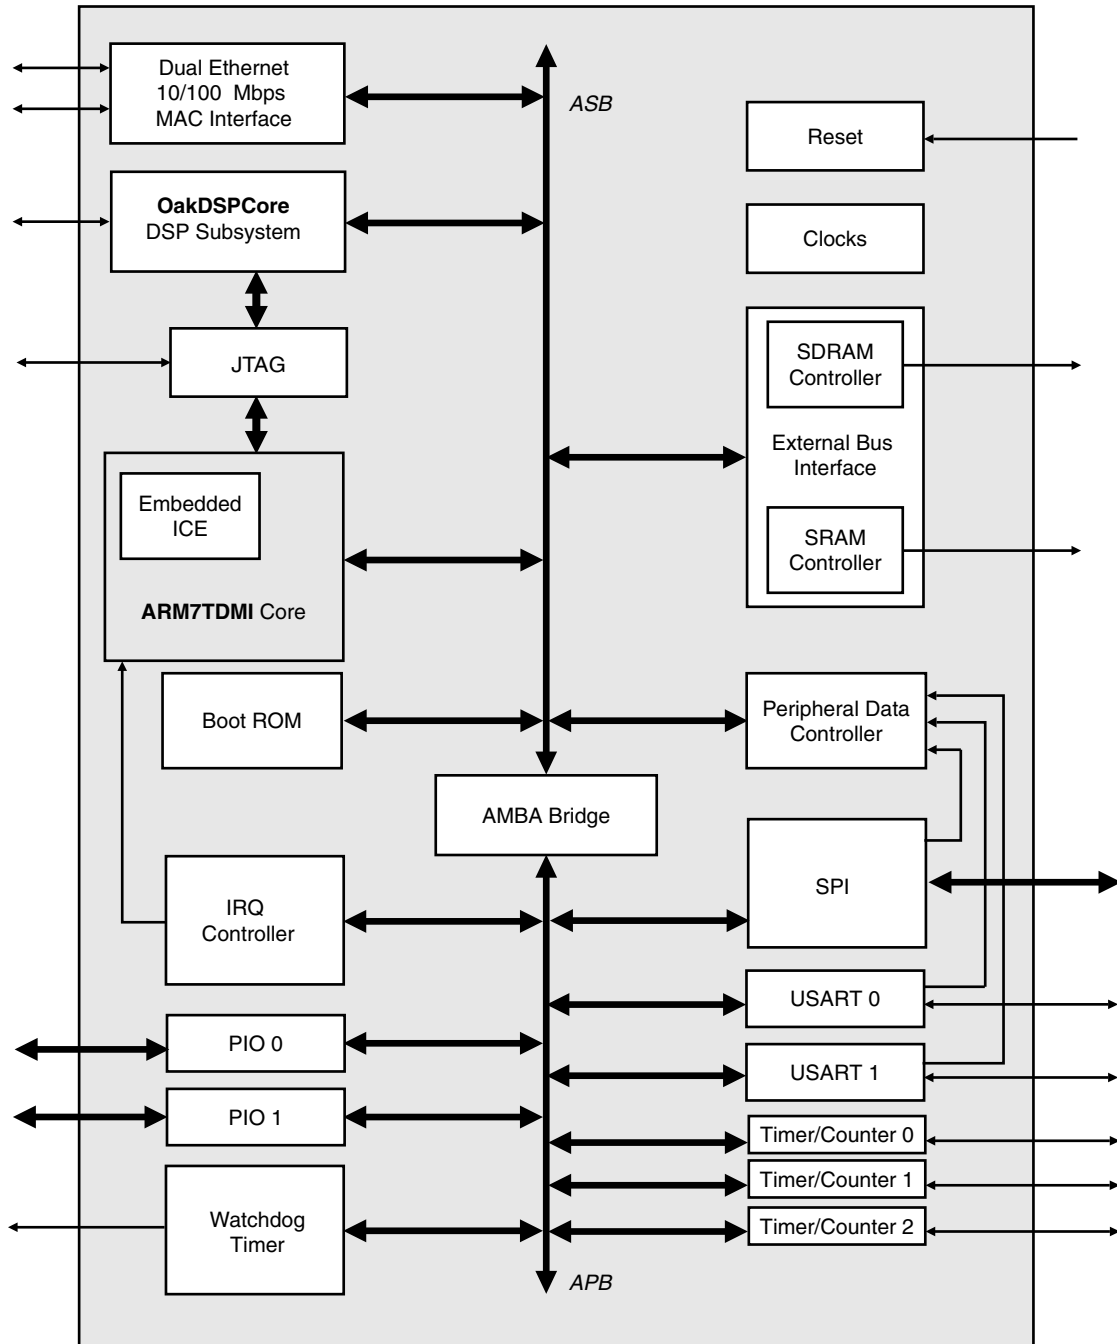 Dual Ethernet
10/100 Mbps
MAC Interface
ASB
Reset
OakDSPCore
DSP Subsystem
Clocks
JTAG
SDRAM
Controller
External Bus
Interface
SRAM
Controller
Embedded
ICE
ARM7TDMI Core
Boot ROM
Peripheral Data
Controller
AMBA Bridge
SPI
IRQ
Controller
USART 0
PIO 0
USART 1
PIO 1
Timer/Counter 0
Timer/Counter 1
Watchdog
Timer
Timer/Counter 2
APB